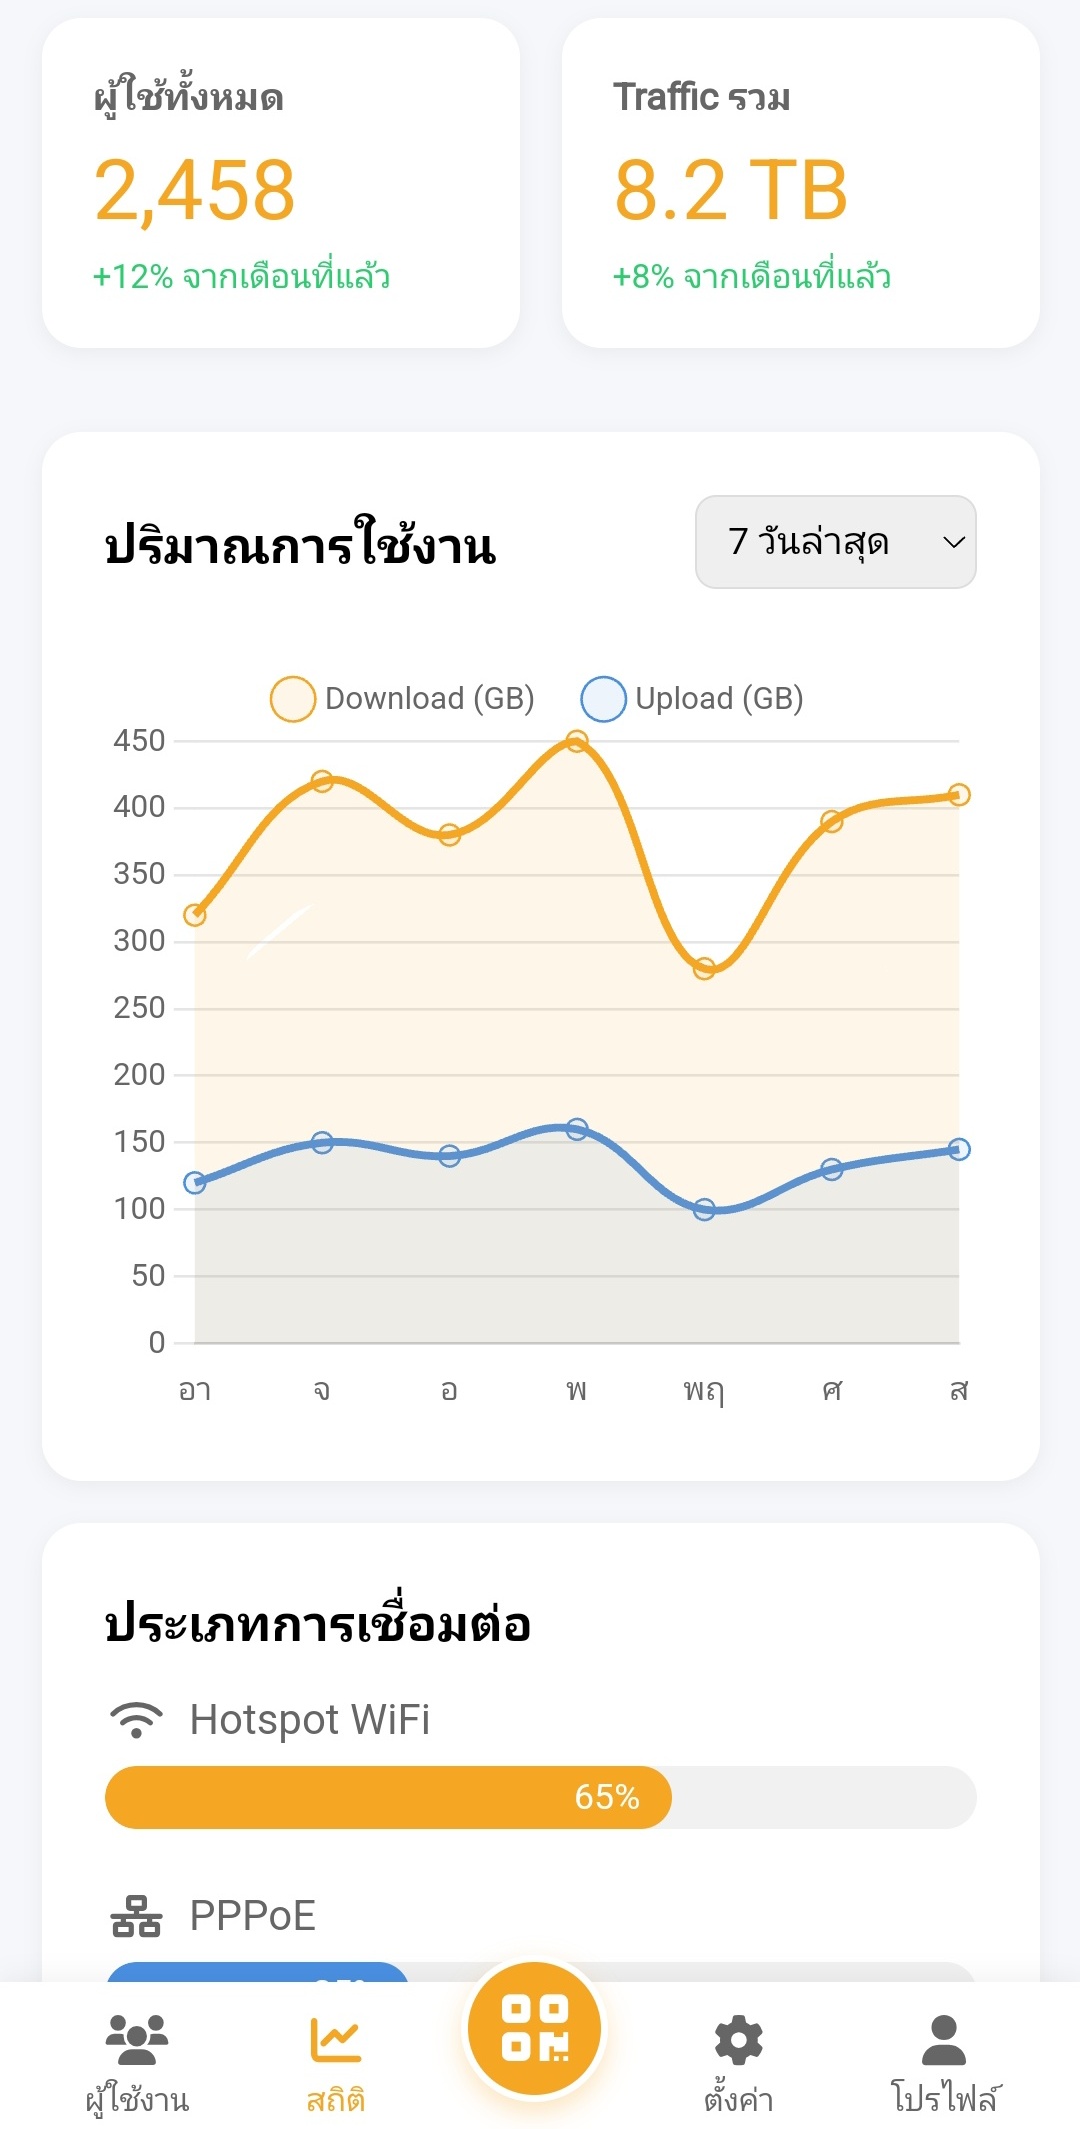 ผู้ใช้ทั้งหมด
2,458
+12% จากเดือนที่แล้ว
Traffic รวม
8.2 TB
+8% จากเดือนที่แล้ว
ปริมาณการใช้งาน
7 วันล่าสุด
Download (GB) Upload (GB)
450
400
350
300
250
200
150
100
50
0
อา จ อ พ พฤ ศ ส
ประเภทการเชื่อมต่อ
Hotspot WiFi
65%
PPPoE
ผู้ใช้งาน สถิติ ตั้งค่า โปรไฟล์